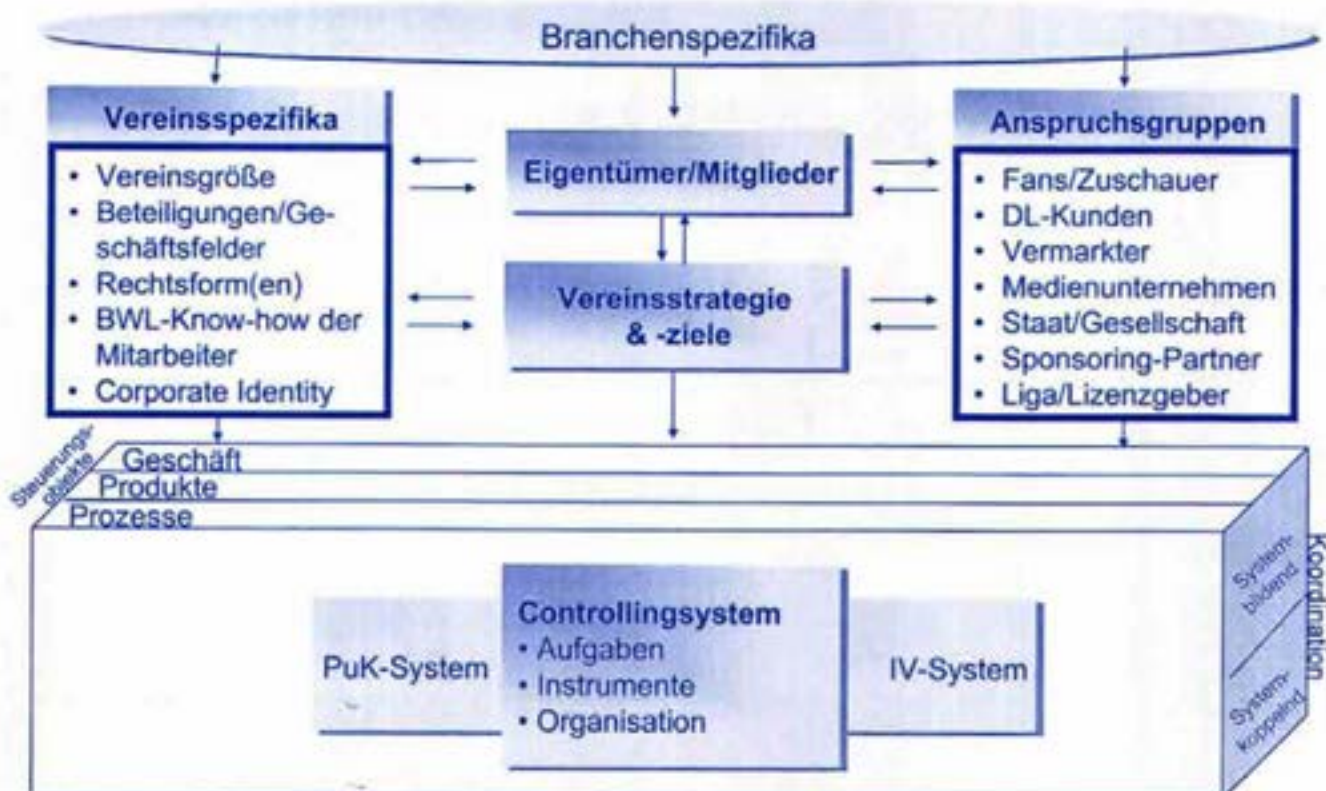 Branchenspezifika
Vereinsspezifika
• Vereinsgröße
• Beteiligungen/Ge-
schäftsfelder
• Rechtsform(en)
• BWL-Know-how der
Mitarbeiter
• Corporate Identity
Eigentümer/Mitglieder
Vereinsstrategie
& -ziele
Anspruchsgruppen
• Fans/Zuschauer
• DL-Kunden
• Vermarkter
• Medienunternehmen
• Staat/Gesellschaft
• Sponsoring-Partner
• Liga/Lizenzgeber
Steuerungs-
objekte
Geschäft
Produkte
Prozesse
PuK-System
Controllingsystem
• Aufgaben
• Instrumente
• Organisation
IV-System
System-
bildend
System-
koppelnd
Koordination